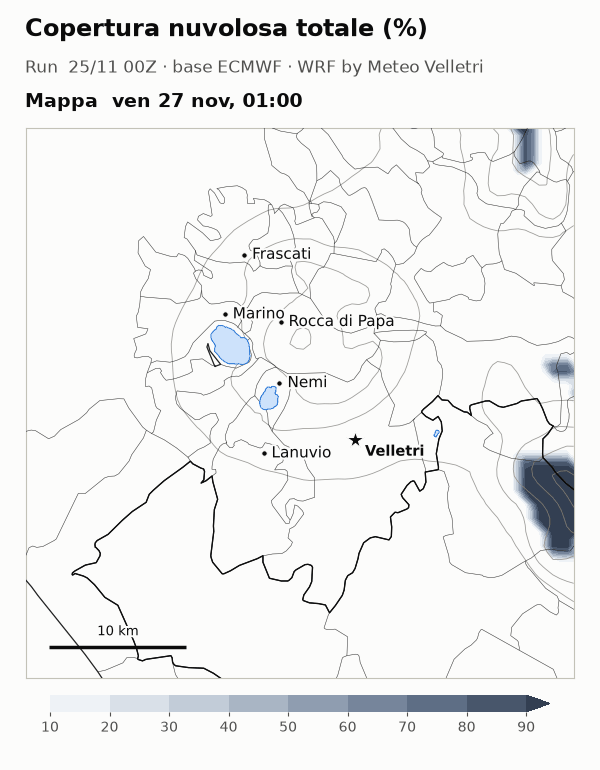 Copertura nuvolosa totale (%)
Run  25/11 00Z · base ECMWF · WRF by Meteo Velletri
Mappa  ven 27 nov, 01:00
Frascati
Marino
Rocca di Papa
Nemi
Velletri
Lanuvio
10 km
10 20 30 40 50 60 70 80 90